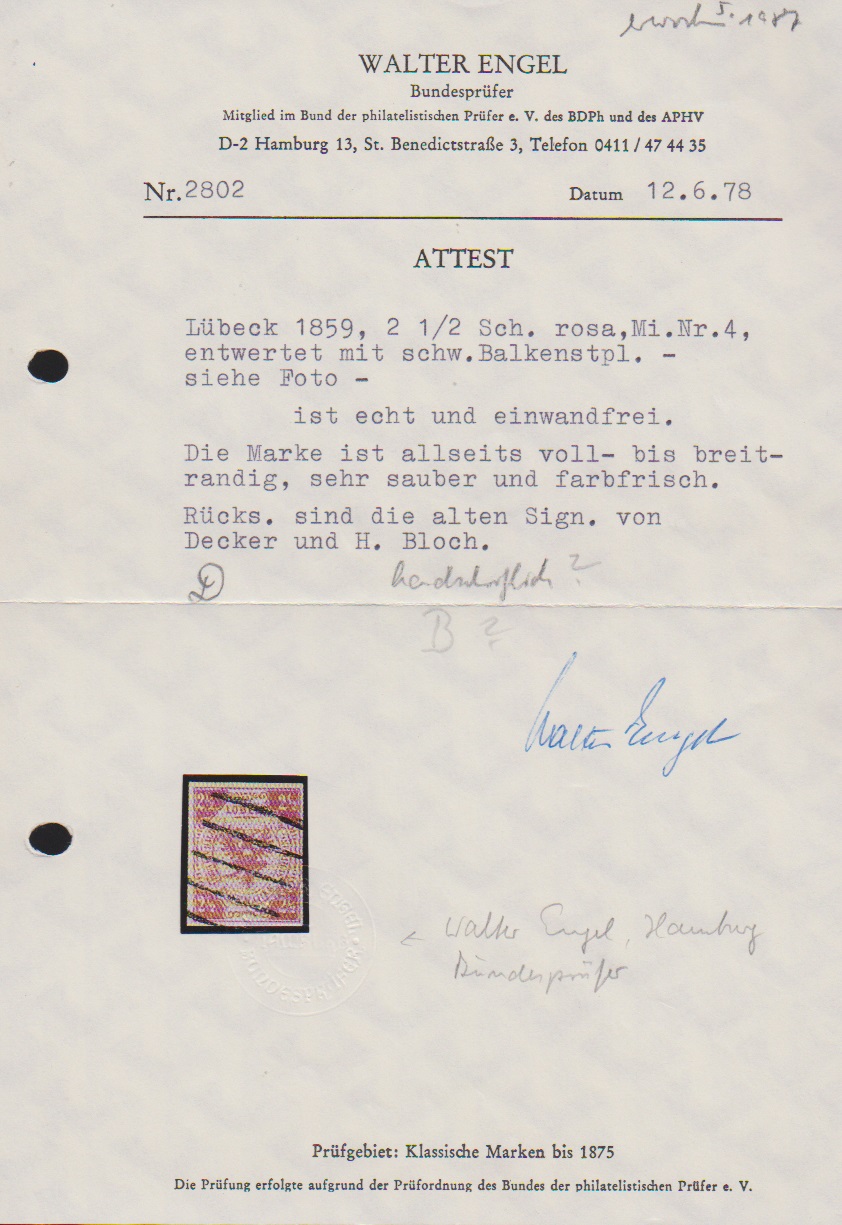 I. 1987
WALTER ENGEL
Bundesprüfer
Mitglied im Bund der philatelistischen Prüfer e. V. des BDPh und des APHV
D-2 Hamburg 13, St. Benedictstraße 3, Telefon 0411 / 47 44 35
Nr. 2802 Datum 12.6.78
ATTEST
Lübeck 1859, 2 1/2 Sch. rosa,Mi.Nr.4,
entwertet mit schw.Balkenstpl. -
siehe Foto -
ist echt und einwandfrei.
Die Marke ist allseits voll- bis breit-
randig, sehr sauber und farbfrisch.
Rücks. sind die alten Sign. von
Decker und H. Bloch.
D handschriftlich ?
B ?
Walter Engel
← Walter Engel, Hamburg
Bundesprüfer
BUNDESPRÜFER
Prüfgebiet: Klassische Marken bis 1875
Die Prüfung erfolgte aufgrund der Prüfordnung des Bundes der philatelistischen Prüfer e. V.